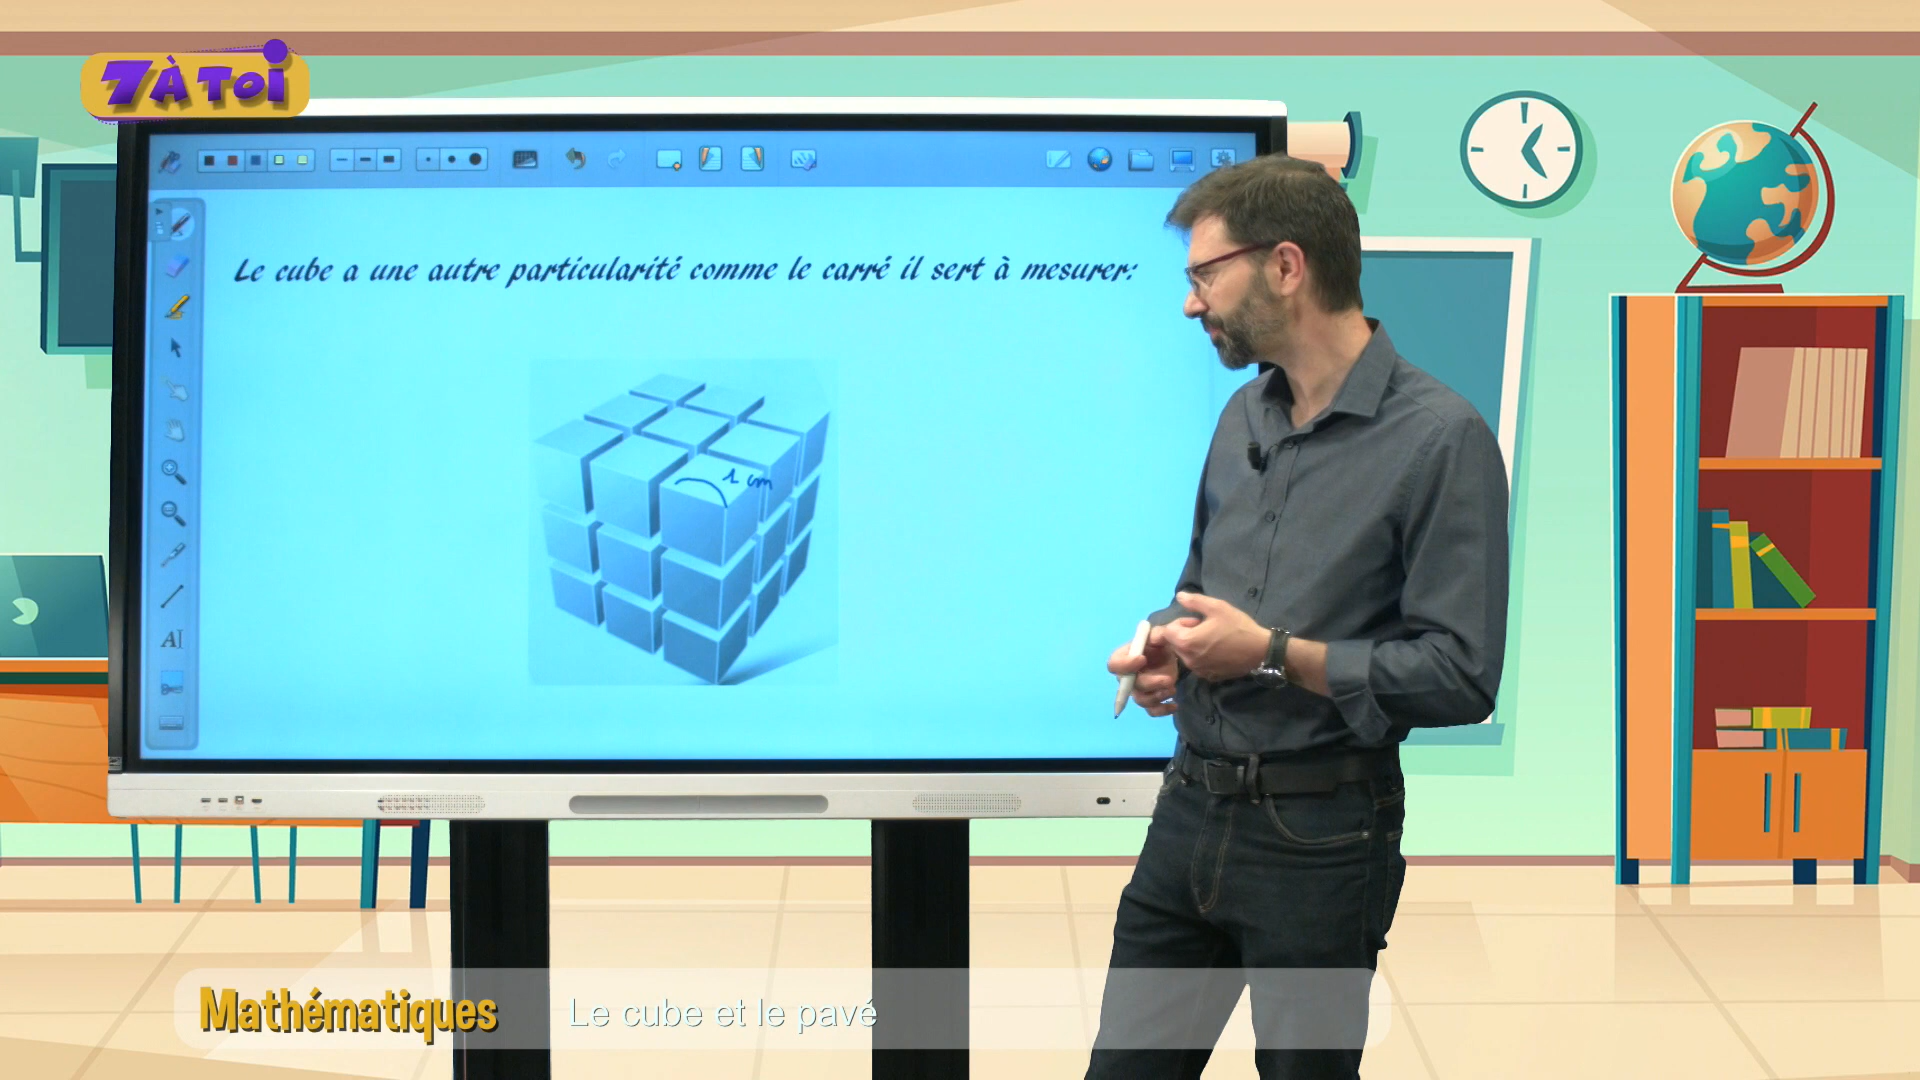 7 À Toi
Le cube a une autre particularité comme le carré il sert à mesurer:
1 cm
AI
Mathématiques
Le cube et le pavé